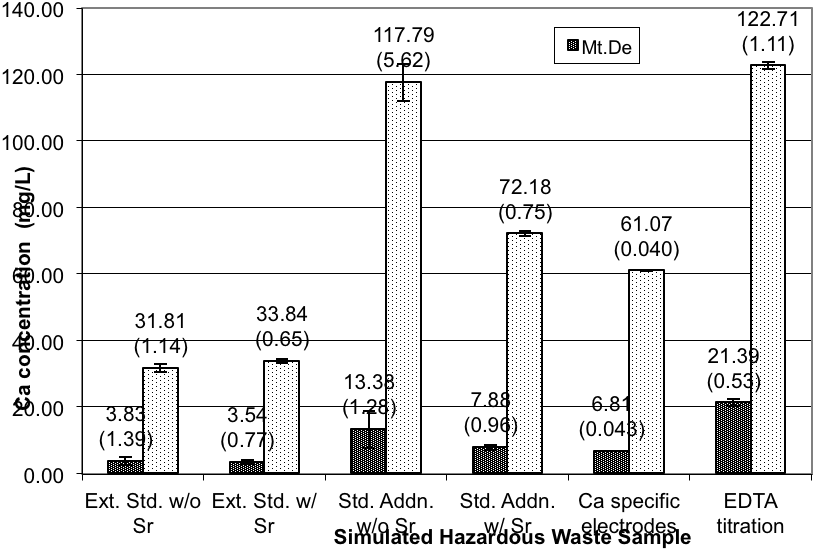 140.00
120.00
100.00
80.00
60.00
40.00
20.00
0.00
Ca concentration (mg/L)
Mt.De
3.83
(1.39)
31.81
(1.14)
3.54
(0.77)
33.84
(0.65)
13.38
(1.28)
117.79
(5.62)
7.88
(0.96)
72.18
(0.75)
6.81
(0.043)
61.07
(0.040)
21.39
(0.53)
122.71
(1.11)
Ext. Std. w/o
Sr
Ext. Std. w/
Sr
Std. Addn.
w/o Sr
Std. Addn.
w/ Sr
Ca specific
electrodes
EDTA
titration
Simulated Hazardous Waste Sample